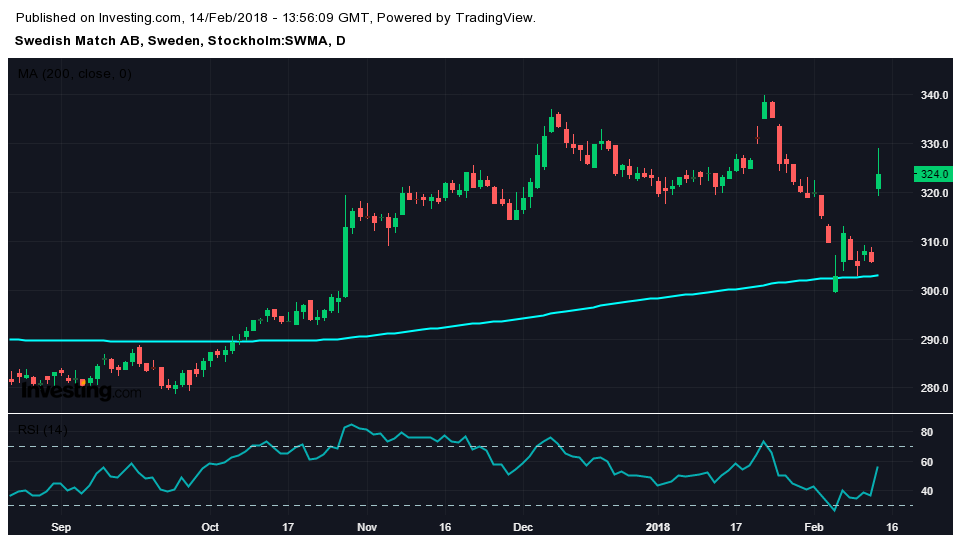 Published on Investing.com, 14/Feb/2018 - 13:56:09 GMT, Powered by TradingView.
Swedish Match AB, Sweden, Stockholm:SWMA, D
MA (200, close, 0)
340.0
330.0
324.0
320.0
310.0
300.0
290.0
280.0
Investing.com
RSI (14)
80
60
40
Sep Oct 17 Nov 16 Dec 2018 17 Feb 16